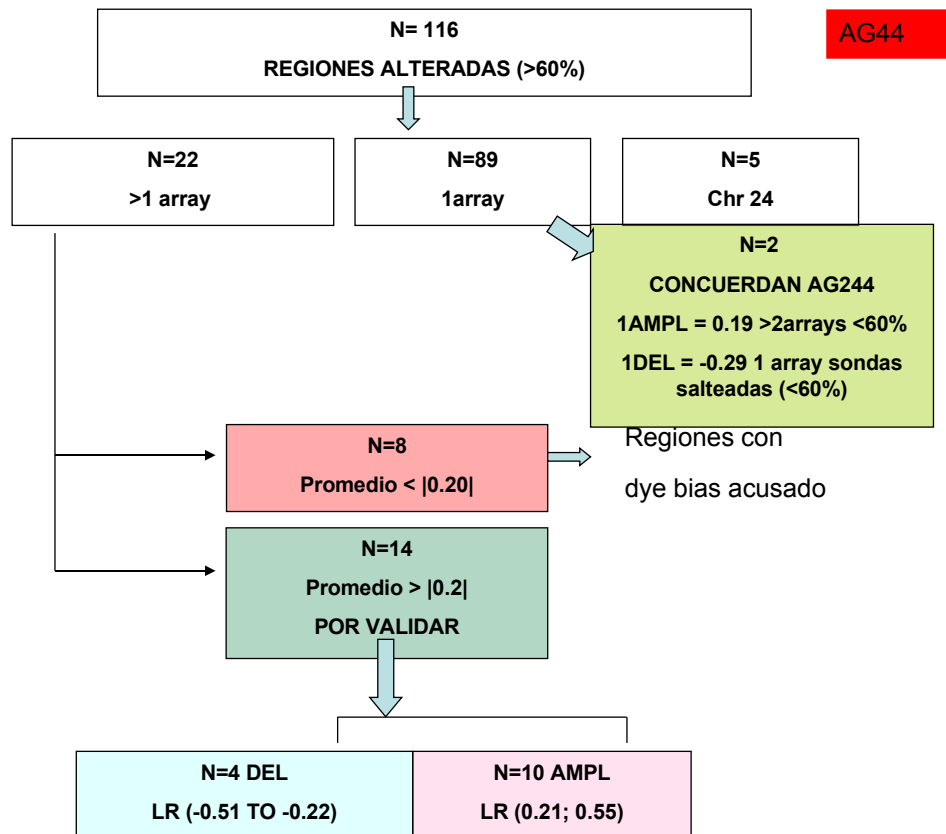 N= 116
REGIONES ALTERADAS (>60%)
AG44
N=22
>1 array
N=89
1array
N=5
Chr 24
N=2
CONCUERDAN AG244
1AMPL = 0.19 >2arrays <60%
1DEL = -0.29 1 array sondas
salteadas (<60%)
N=8
Promedio < |0.20|
Regiones con
dye bias acusado
N=14
Promedio > |0.2|
POR VALIDAR
N=4 DEL
LR (-0.51 TO -0.22)
N=10 AMPL
LR (0.21; 0.55)